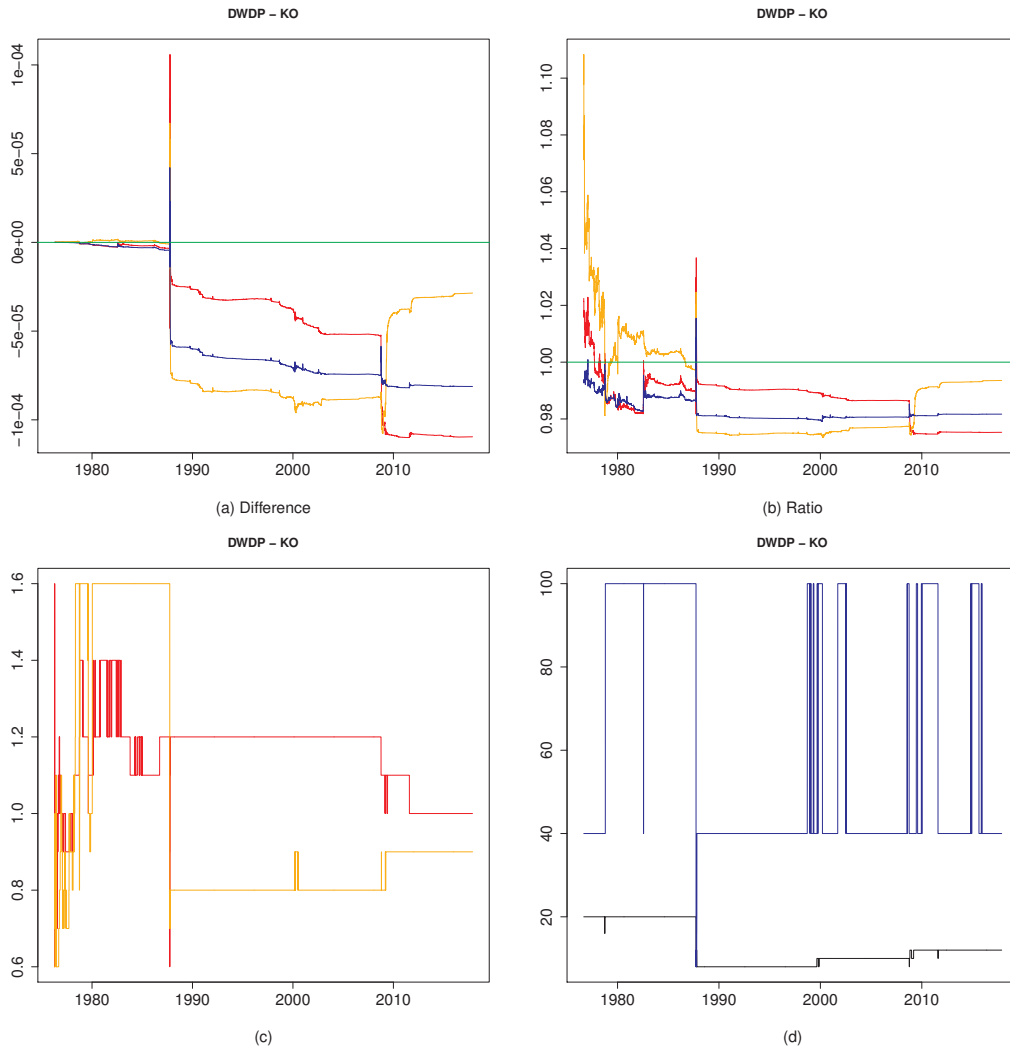 DWDP – KO
1e−04
5e−05
0e+00
−5e−05
−1e−04
1980 1990 2000 2010
(a) Difference
DWDP – KO
1.10
1.08
1.06
1.04
1.02
1.00
0.98
1980 1990 2000 2010
(b) Ratio
DWDP – KO
1.6
1.4
1.2
1.0
0.8
0.6
1980 1990 2000 2010
(c)
DWDP – KO
100
80
60
40
20
1980 1990 2000 2010
(d)